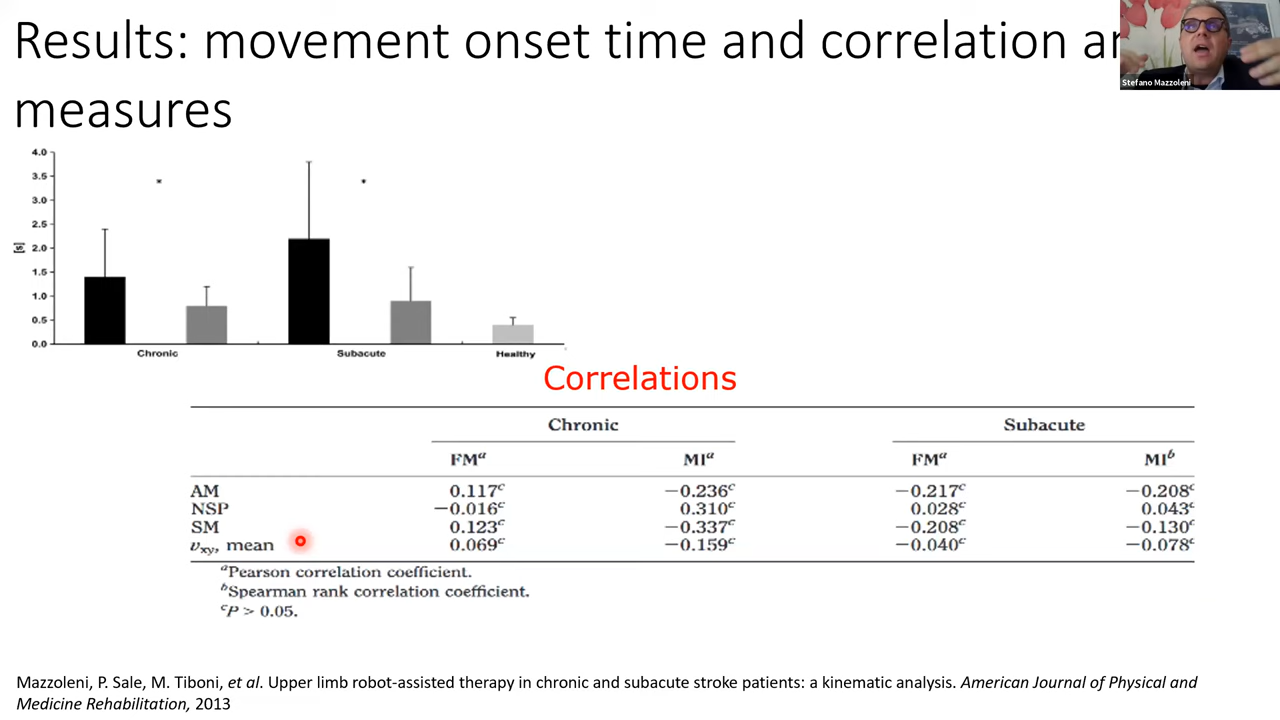 Results: movement onset time and correlation
measures
Stefano Mazzoleni
4.0
3.5
3.0
2.5
2.0
1.5
1.0
0.5
0.0
[s]
* *
Chronic Subacute Healthy
Correlations
Chronic Subacute
FMᵃ MIᵃ FMᵃ MIᵇ
AM 0.117ᶜ −0.236ᶜ −0.217ᶜ −0.208ᶜ
NSP −0.016ᶜ 0.310ᶜ 0.028ᶜ 0.043ᶜ
SM 0.123ᶜ −0.337ᶜ −0.208ᶜ −0.130ᶜ
vxy, mean 0.069ᶜ −0.159ᶜ −0.040ᶜ −0.078ᶜ
ᵃPearson correlation coefficient.
ᵇSpearman rank correlation coefficient.
ᶜP > 0.05.
Mazzoleni, P. Sale, M. Tiboni, et al. Upper limb robot-assisted therapy in chronic and subacute stroke patients: a kinematic analysis. American Journal of Physical and
Medicine Rehabilitation, 2013